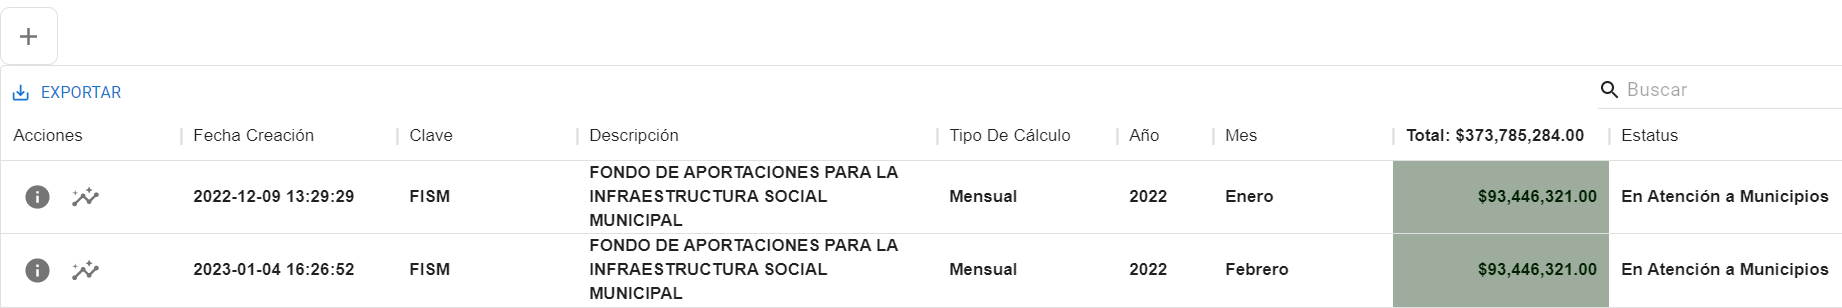 EXPORTAR
Buscar
Acciones Fecha Creación Clave Descripción Tipo De Cálculo Año Mes Total: $373,785,284.00 Estatus
FONDO DE APORTACIONES PARA LA
2022-12-09 13:29:29 FISM INFRAESTRUCTURA SOCIAL Mensual 2022 Enero $93,446,321.00 En Atención a Municipios
MUNICIPAL
FONDO DE APORTACIONES PARA LA
2023-01-04 16:26:52 FISM INFRAESTRUCTURA SOCIAL Mensual 2022 Febrero $93,446,321.00 En Atención a Municipios
MUNICIPAL